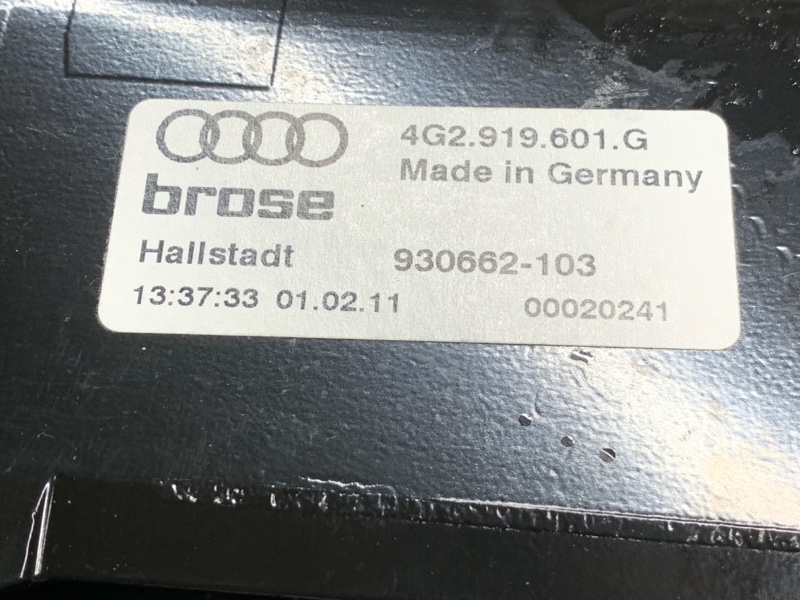 4G2.919.601.G
Made in Germany
brose
Hallstadt 930662-103
13:37:33 01.02.11 00020241